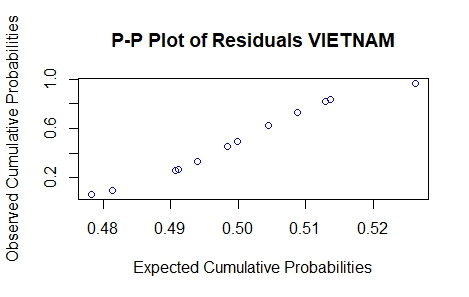 P-P Plot of Residuals VIETNAM
Observed Cumulative Probabilities
1.0
0.6
0.2
0.48 0.49 0.50 0.51 0.52
Expected Cumulative Probabilities